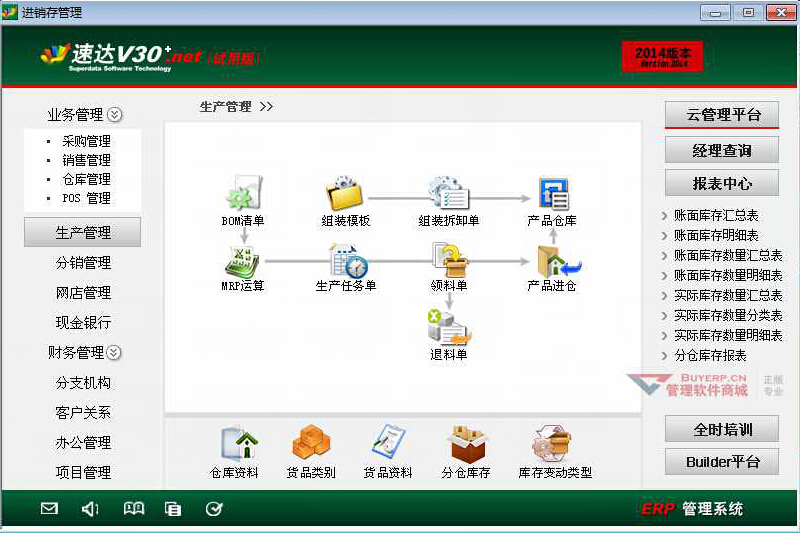 进销存管理
速达V30+.net(试用版)
Superdata Software Technology
2014版本
Version 2014
业务管理
采购管理
销售管理
仓库管理
POS 管理
生产管理
分销管理
网店管理
现金银行
财务管理
分支机构
客户关系
办公管理
项目管理
生产管理 >>
BOM清单
组装模板
组装拆卸单
产品仓库
MRP运算
生产任务单
领料单
产品进仓
退料单
仓库资料
货品类别
货品资料
分仓库存
库存变动类型
云管理平台
经理查询
报表中心
账面库存汇总表
账面库存明细表
账面库存数量汇总表
账面库存数量明细表
实际库存数量汇总表
实际库存数量分类表
实际库存数量明细表
分仓库存报表
BUYERP.CN
管理软件商城
正版
专业
全时培训
Builder平台
ERP 管理系统